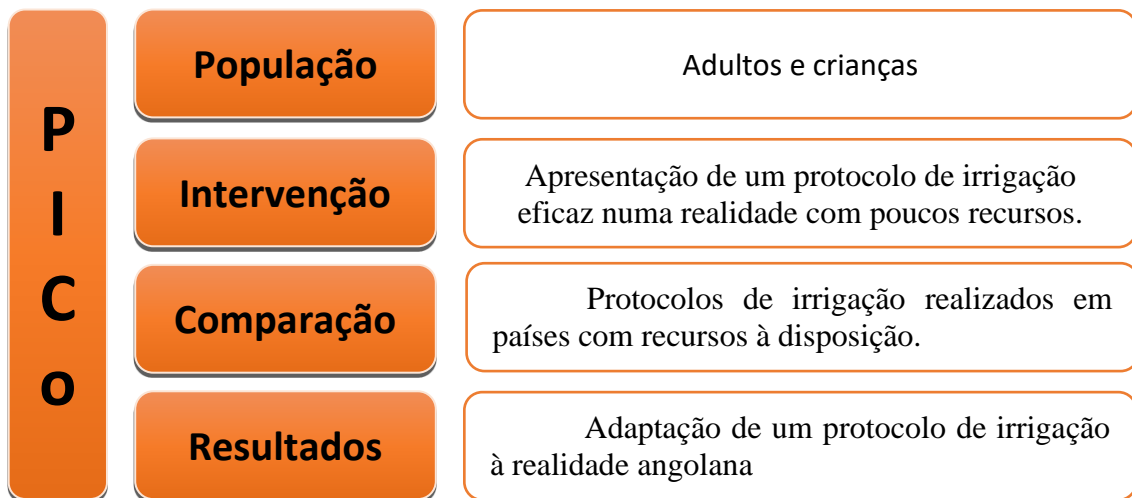 P
I
C
o
População
Adultos e crianças
Intervenção
Apresentação de um protocolo de irrigação
eficaz numa realidade com poucos recursos.
Comparação
Protocolos de irrigação realizados em
países com recursos à disposição.
Resultados
Adaptação de um protocolo de irrigação
à realidade angolana